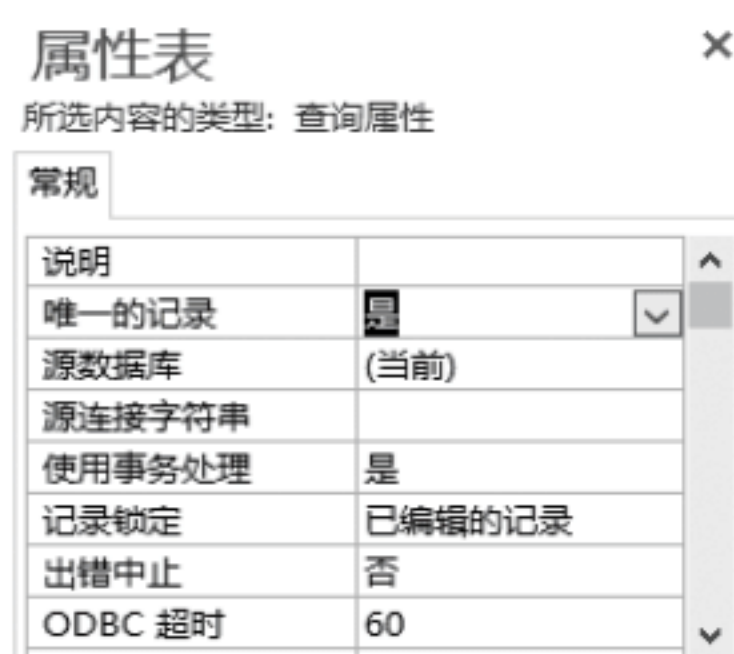 属性表
所选内容的类型: 查询属性
常规
说明
唯一的记录 是
源数据库 (当前)
源连接字符串
使用事务处理 是
记录锁定 已编辑的记录
出错中止 否
ODBC 超时 60